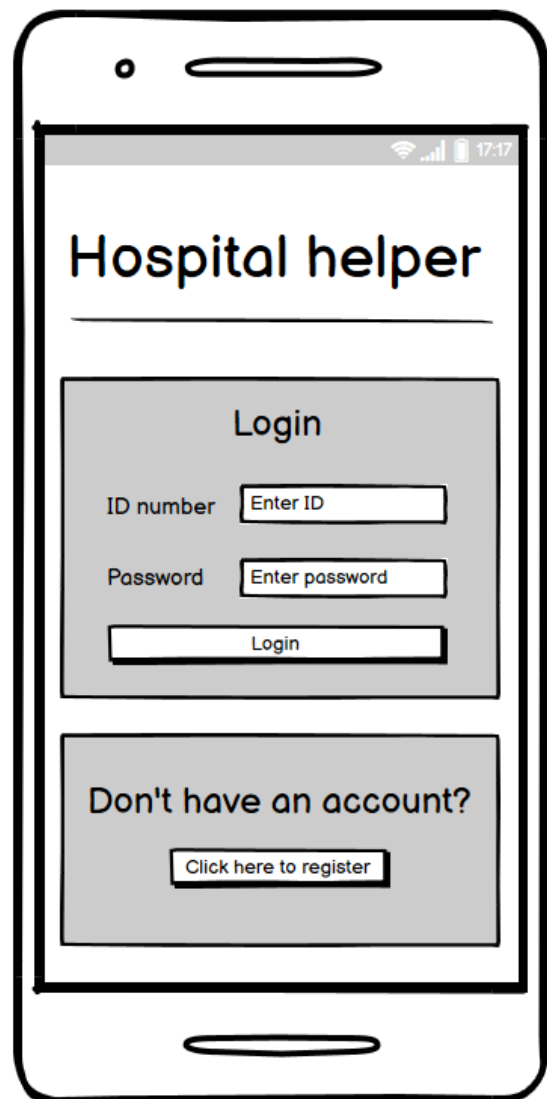 17:17
Hospital helper
Login
ID number Enter ID
Password Enter password
Login
Don't have an account?
Click here to register